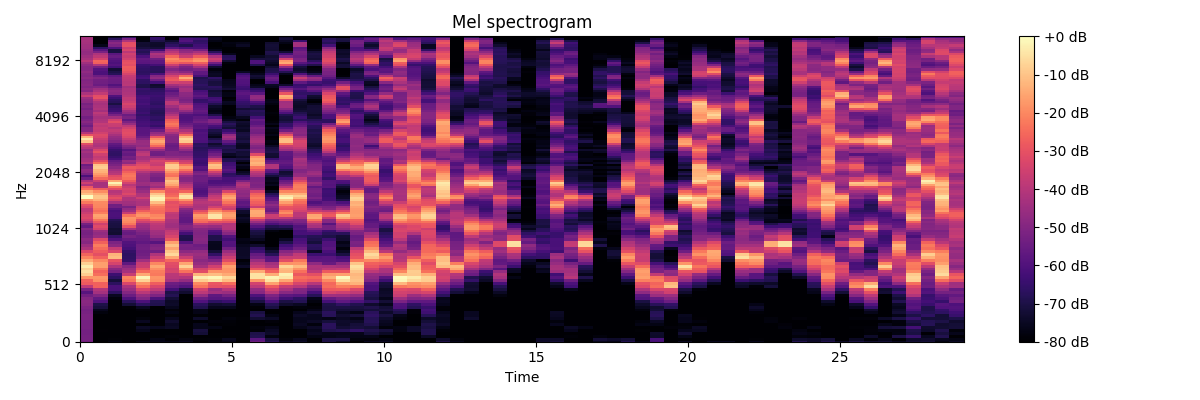 Mel spectrogram
Hz
8192
4096
2048
1024
512
0
0 5 10 15 20 25
Time
+0 dB
-10 dB
-20 dB
-30 dB
-40 dB
-50 dB
-60 dB
-70 dB
-80 dB